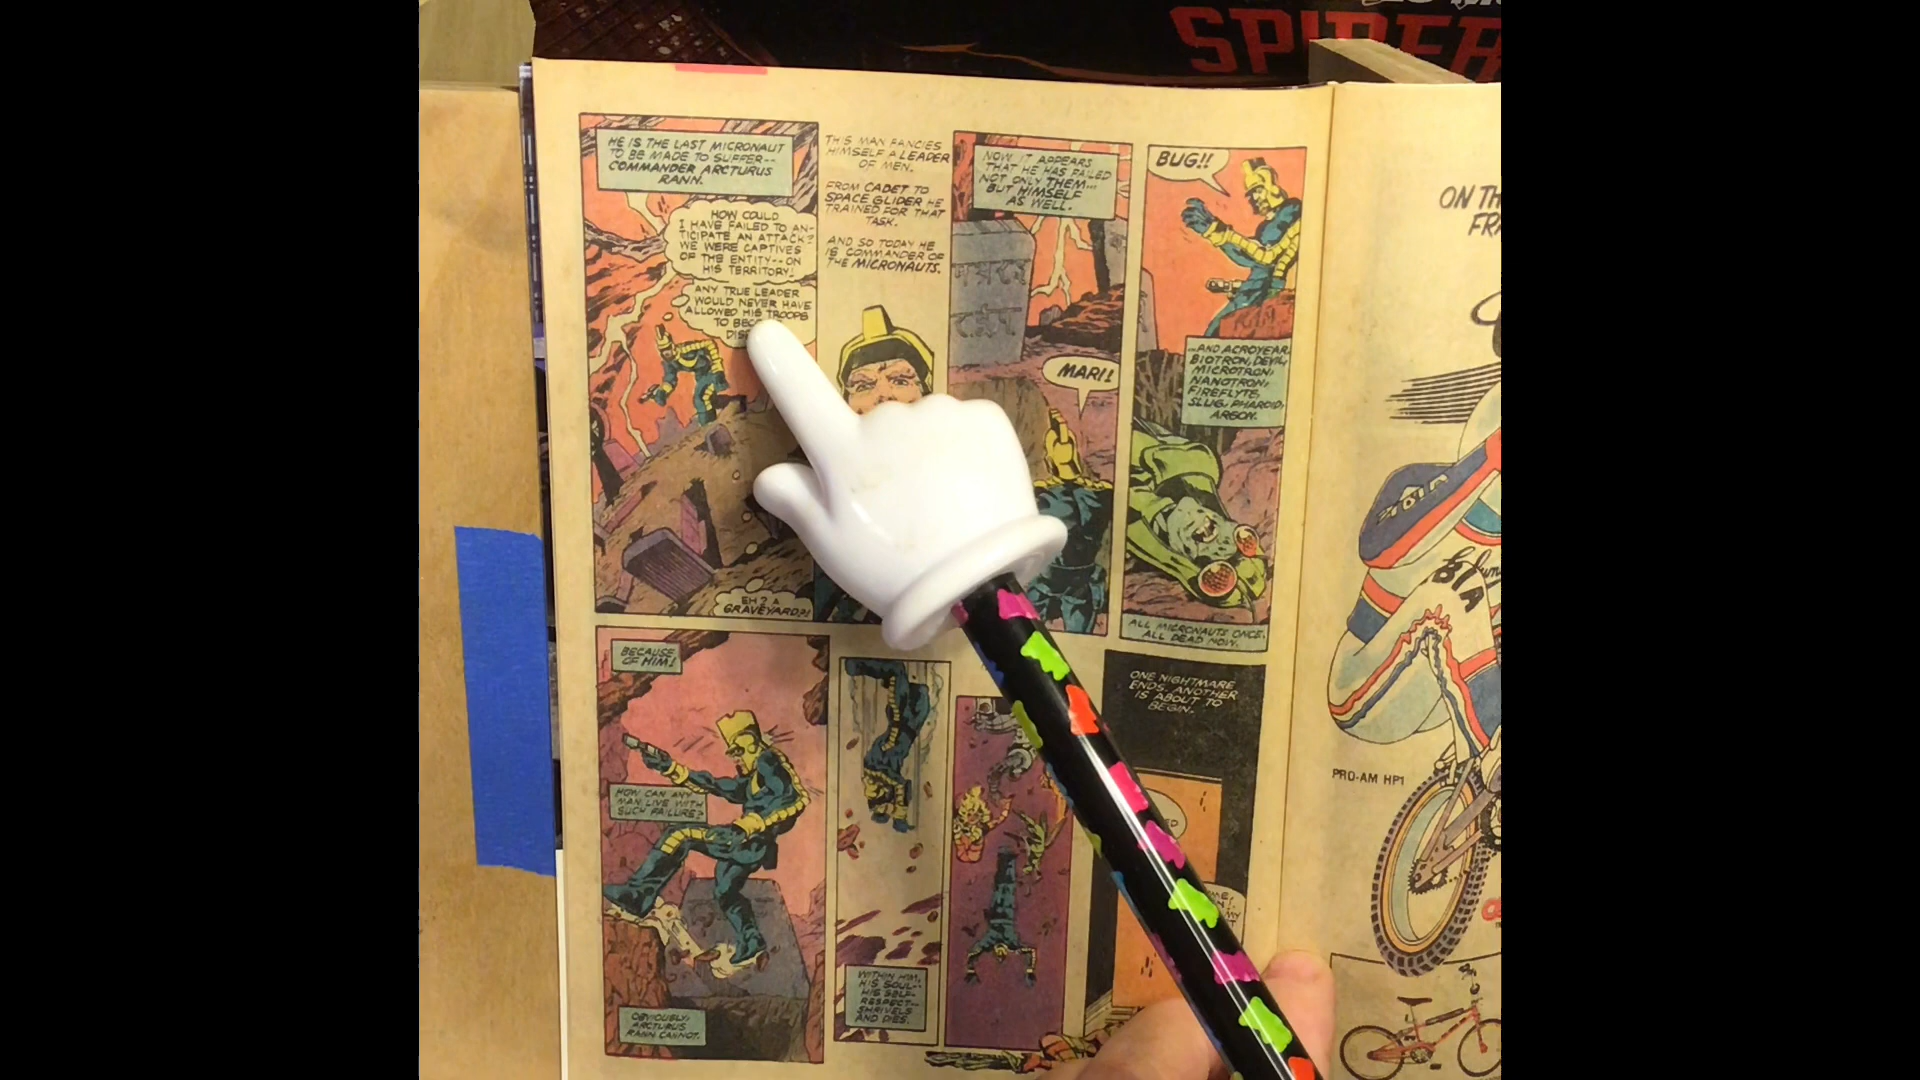 SPIDER
HE IS THE LAST MICRONAUT
TO BE MADE TO SUFFER--
COMMANDER ARCTURUS
RANN.
HOW COULD
I HAVE FAILED TO AN-
TICIPATE AN ATTACK?
WE WERE CAPTIVES
OF THE ENTITY--ON
HIS TERRITORY!
ANY TRUE LEADER
WOULD NEVER HAVE
ALLOWED HIS TROOPS
TO
EH? A
GRAVEYARD?!
THIS MAN FANCIES
HIMSELF A LEADER
OF MEN.
FROM CADET TO
SPACE GLIDER HE
TRAINED FOR THAT
TASK.
AND SO TODAY HE
IS COMMANDER OF
THE MICRONAUTS.
NOW IT APPEARS
THAT HE HAS FAILED
NOT ONLY THEM...
BUT HIMSELF
AS WELL.
MARI!
BUG!!
...AND ACROYEAR,
BIOTRON, DEVIL,
MICROTRON,
NANOTRON,
FIREFLYTE,
SLUG, PHAROID,
ARGON.
ALL MICRONAUTS ONCE.
ALL DEAD NOW.
BECAUSE
OF HIM!
HOW CAN ANY
MAN LIVE WITH
SUCH FAILURE?
OBVIOUSLY,
ARCTURUS
RANN CANNOT.
WITHIN HIM,
HIS SOUL--
HIS SELF-
RESPECT--
SHRIVELS
AND DIES.
ONE NIGHTMARE
ENDS. ANOTHER
IS ABOUT TO
BEGIN.
MY
ON TH
FRA
PRO-AM HP1